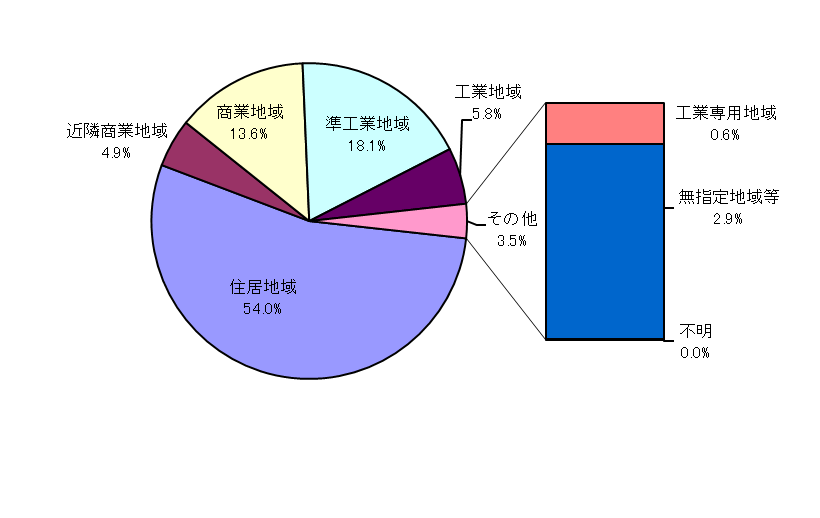 工業地域
5.8%
商業地域
13.6%
準工業地域
18.1%
近隣商業地域
4.9%
工業専用地域
0.6%
無指定地域等
2.9%
その他
3.5%
住居地域
54.0%
不明
0.0%